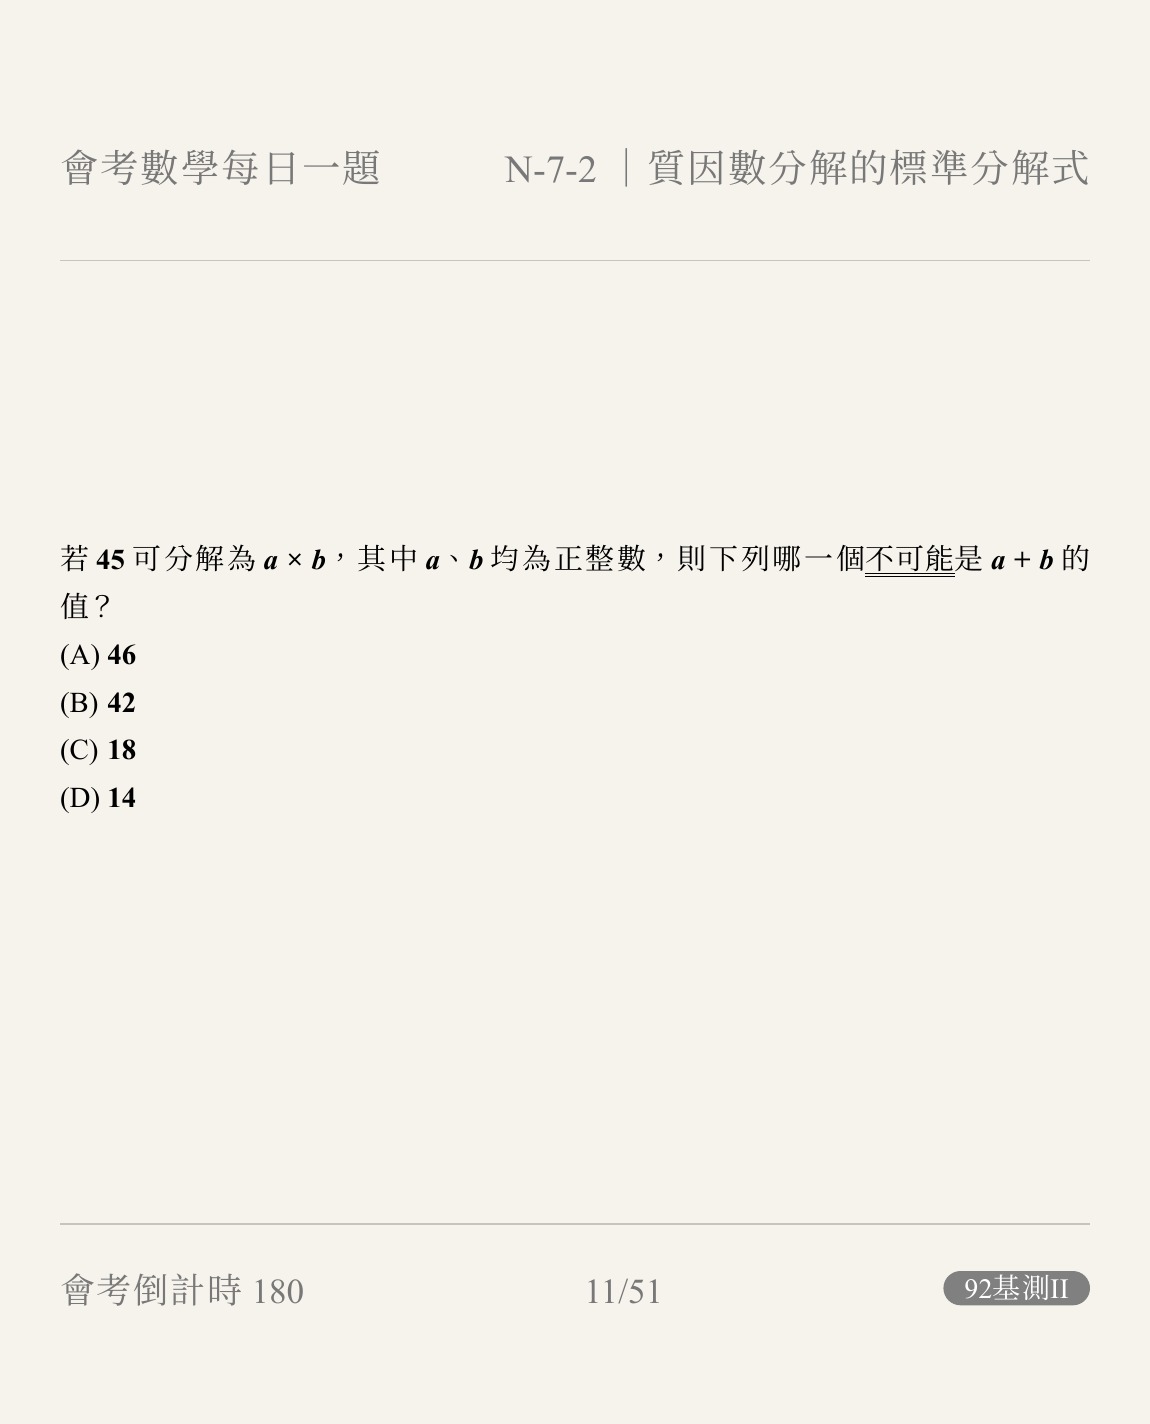 會考數學每日一題
N-7-2 ｜質因數分解的標準分解式
若 45 可分解為 a × b，其中 a、b 均為正整數，則下列哪一個不可能是 a + b 的
值？
(A) 46
(B) 42
(C) 18
(D) 14
會考倒計時 180
11/51
92基測II